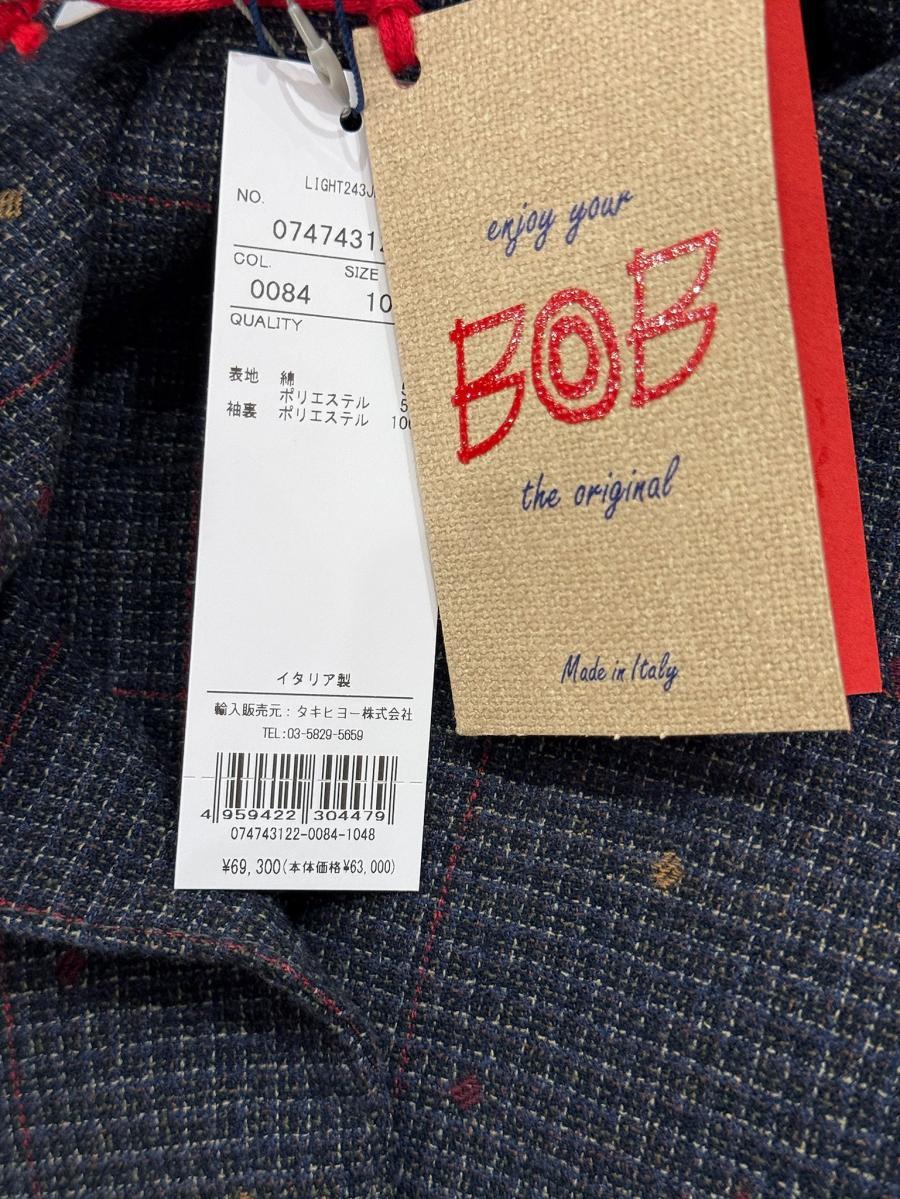 LIGHT243J
NO.
0747431
COL. SIZE
0084 10
QUALITY
表地 綿 5
ポリエステル 5
袖裏 ポリエステル 100
イタリア製
輸入販売元：タキヒヨー株式会社
TEL:03-5829-5659
4 959422 304479
074743122-0084-1048
¥69,300(本体価格¥63,000)
enjoy your
BOB
the original
Made in Italy